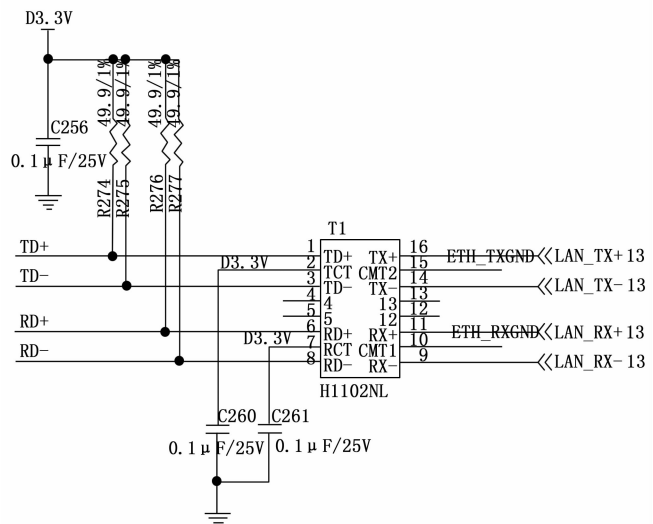 D3.3V
49.9/1%
49.9/1%
49.9/1%
49.9/1%
C256
0.1μF/25V
R274
R275
R276
R277
T1
TD+
1
TD+
TX+
16
ETH_TXGND
LAN_TX+13
D3.3V
2
TCT
CMT2
15
TD-
3
TD-
TX-
14
LAN_TX-13
4
4
13
13
5
5
12
12
RD+
6
RD+
RX+
11
ETH_RXGND
LAN_RX+13
D3.3V
7
RCT
CMT1
10
RD-
8
RD-
RX-
9
LAN_RX-13
H1102NL
C260
C261
0.1μF/25V
0.1μF/25V